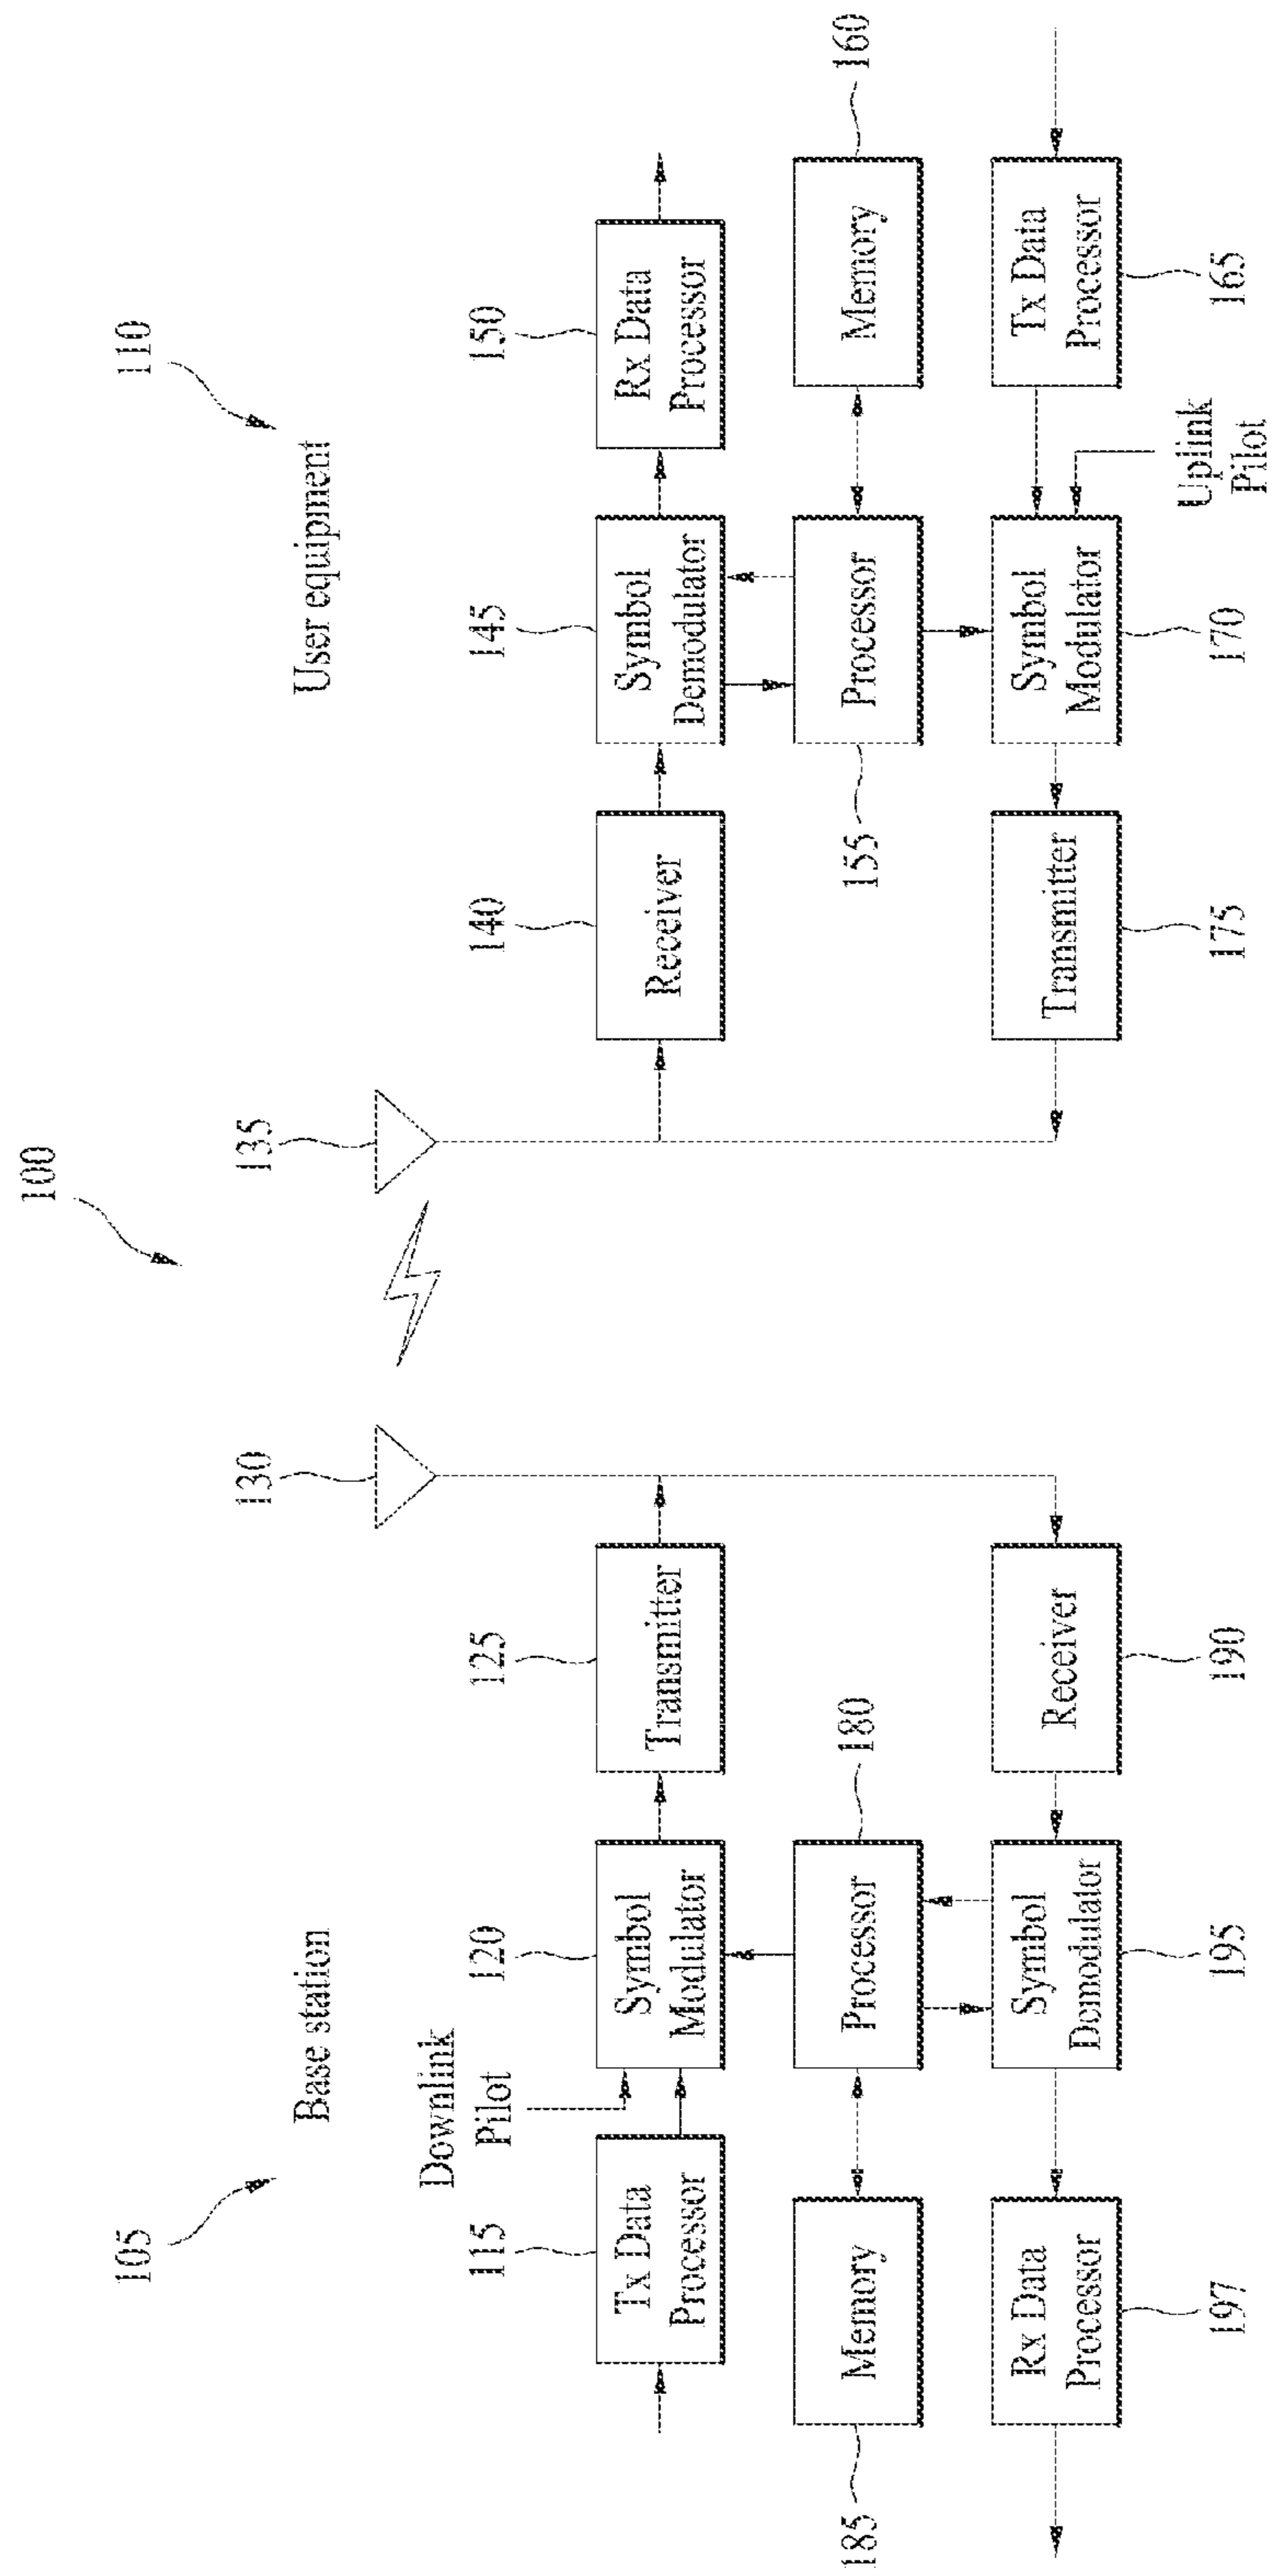 100
105
Base station
110
User equipment
130
135
Downlink
Pilot
115
Tx Data
Processor
120
Symbol
Modulator
125
Transmitter
140
Receiver
145
Symbol
Demodulator
150
Rx Data
Processor
185
Memory
180
Processor
155
Processor
160
Memory
197
Rx Data
Processor
195
Symbol
Demodulator
190
Receiver
175
Transmitter
170
Symbol
Modulator
165
Tx Data
Processor
Uplink
Pilot